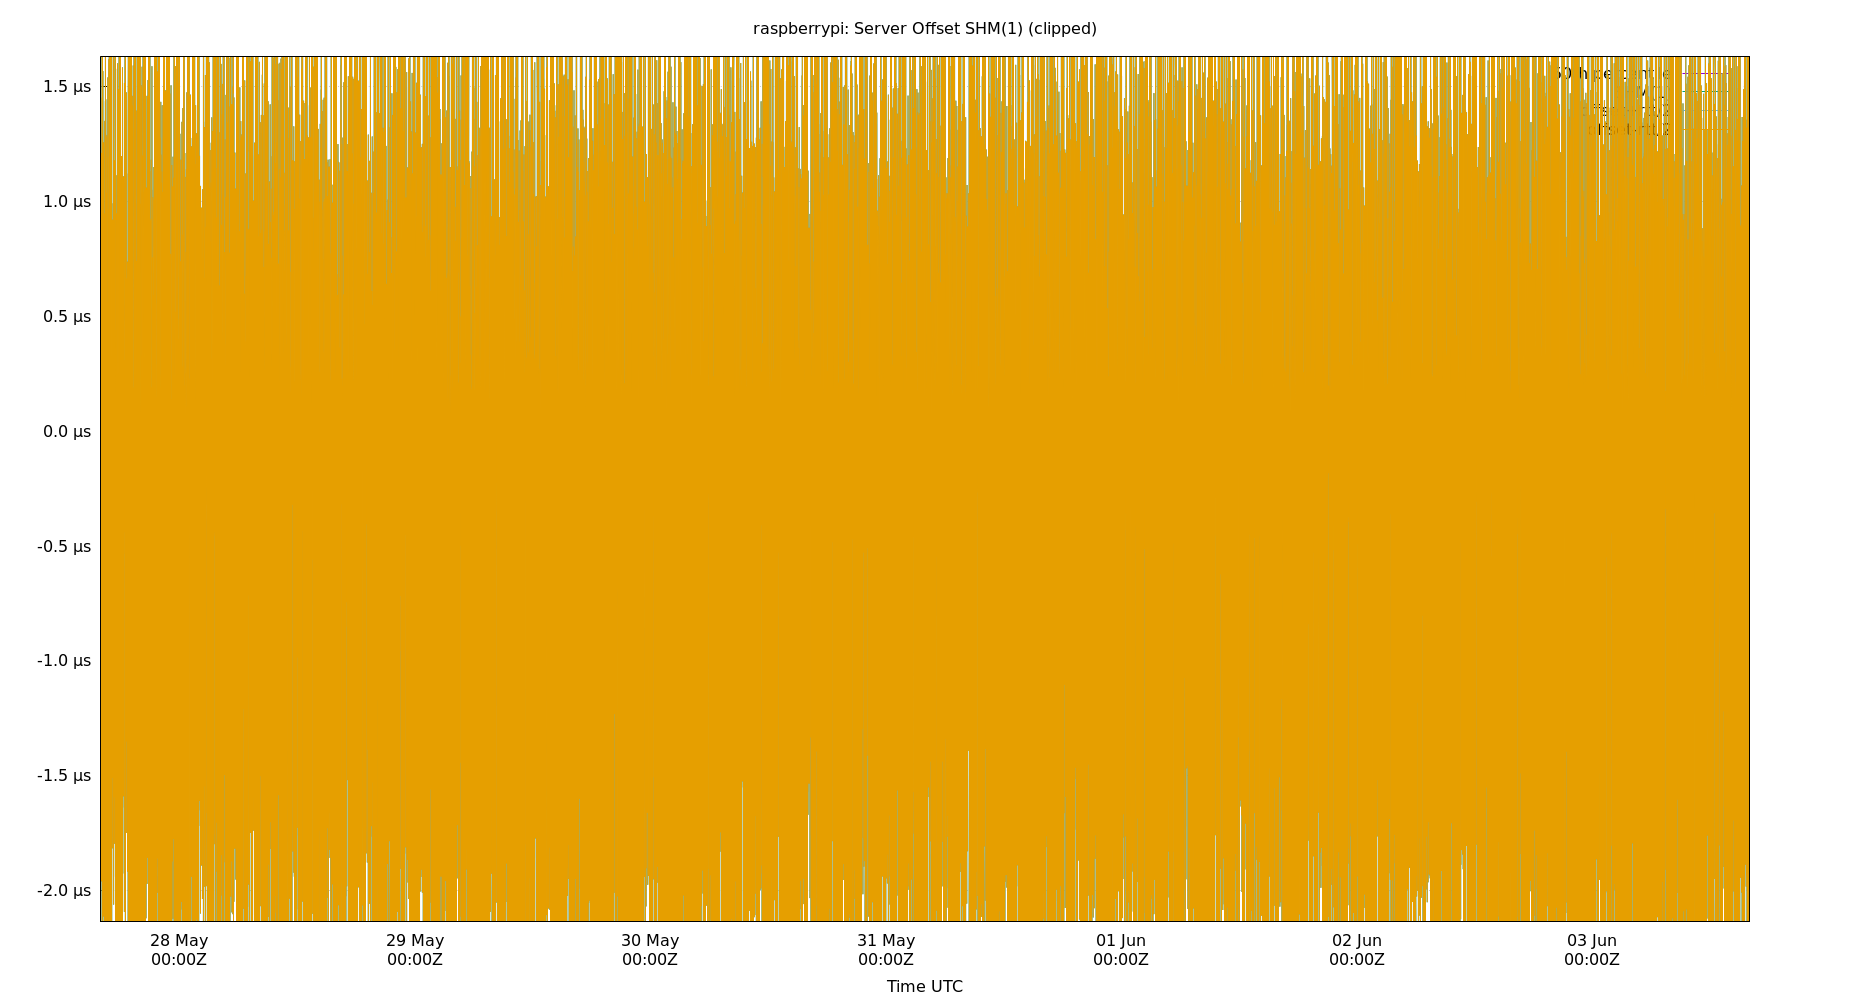 raspberrypi: Server Offset SHM(1) (clipped)
1.5 µs
1.0 µs
0.5 µs
0.0 µs
-0.5 µs
-1.0 µs
-1.5 µs
-2.0 µs
28 May
00:00Z
29 May
00:00Z
30 May
00:00Z
31 May
00:00Z
01 Jun
00:00Z
02 Jun
00:00Z
03 Jun
00:00Z
Time UTC